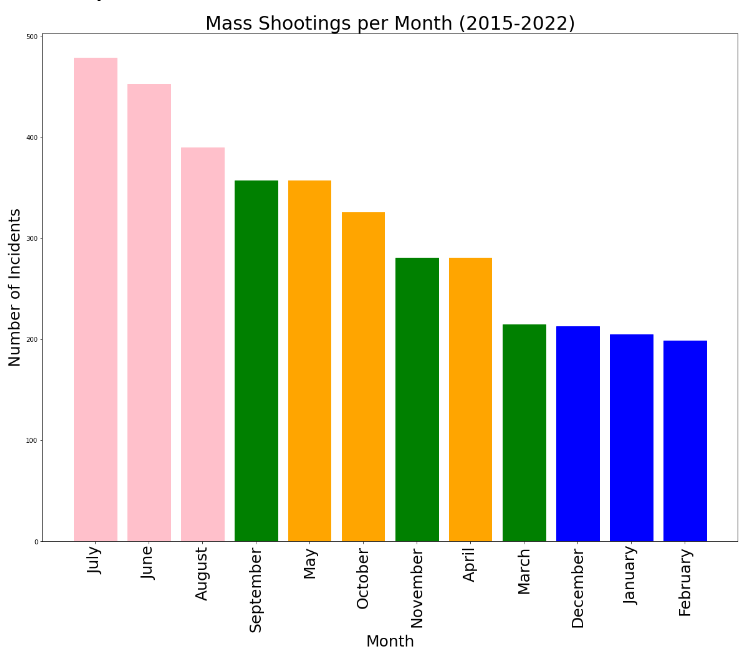 Mass Shootings per Month (2015-2022)
500
400
300
200
100
0
Number of Incidents
July
June
August
September
May
October
November
April
March
December
January
February
Month